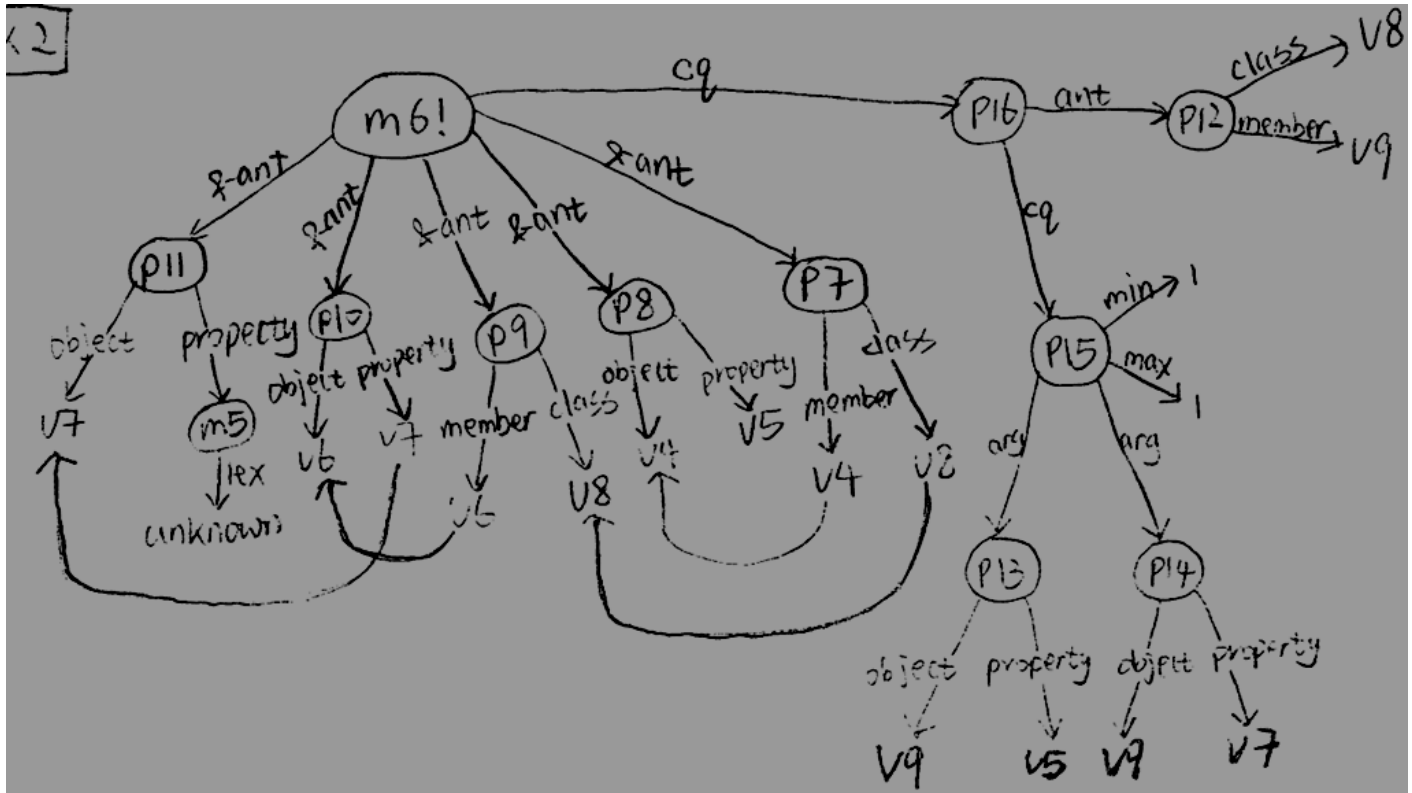 2
V8
class
cq
m6!
P16
ant
P12
member
V9
&-ant
&-ant
&-ant
&-ant
&-ant
cq
P11
P10
P9
P8
P7
min
1
P15
max
1
object
property
object
property
member
class
object
property
member
class
V7
m5
V6
V7
V6
V8
V4
V5
V4
V8
lex
unknown
arg
arg
P13
P14
object
property
object
property
V9
V5
V9
V7